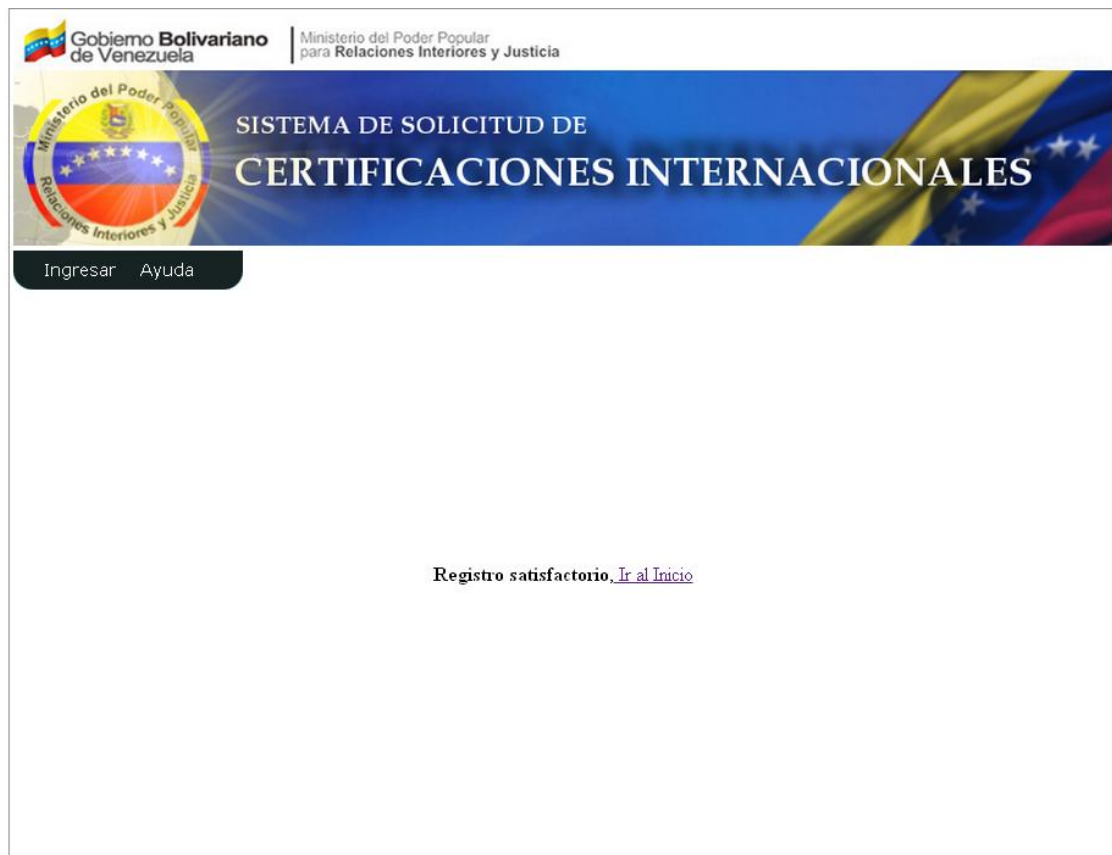 Gobierno Bolivariano
de Venezuela
Ministerio del Poder Popular
para Relaciones Interiores y Justicia
Ministerio del Poder Popular
Relaciones Interiores y Justicia
SISTEMA DE SOLICITUD DE
CERTIFICACIONES INTERNACIONALES
Ingresar Ayuda
Registro satisfactorio, Ir al Inicio